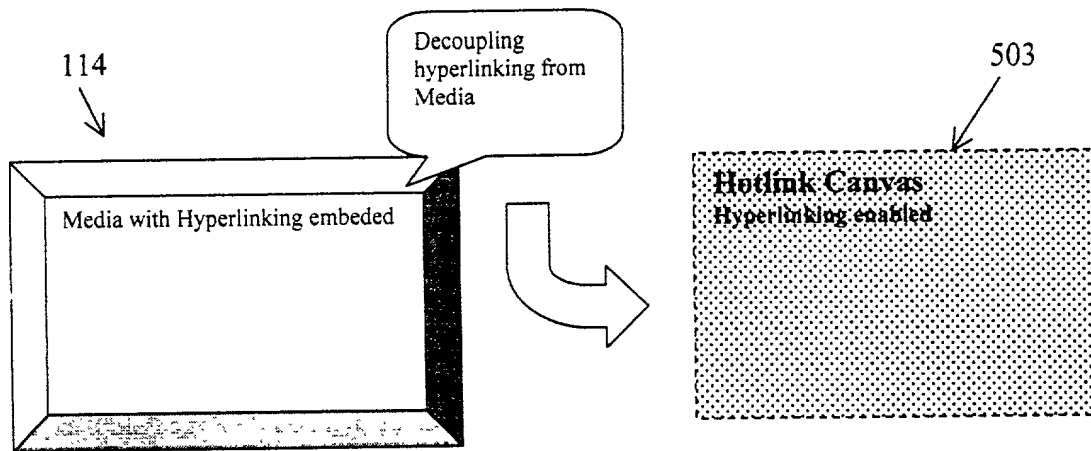 114
Decoupling
hyperlinking from
Media
503
Media with Hyperlinking embeded
Hotlink Canvas
Hyperlinking enabled